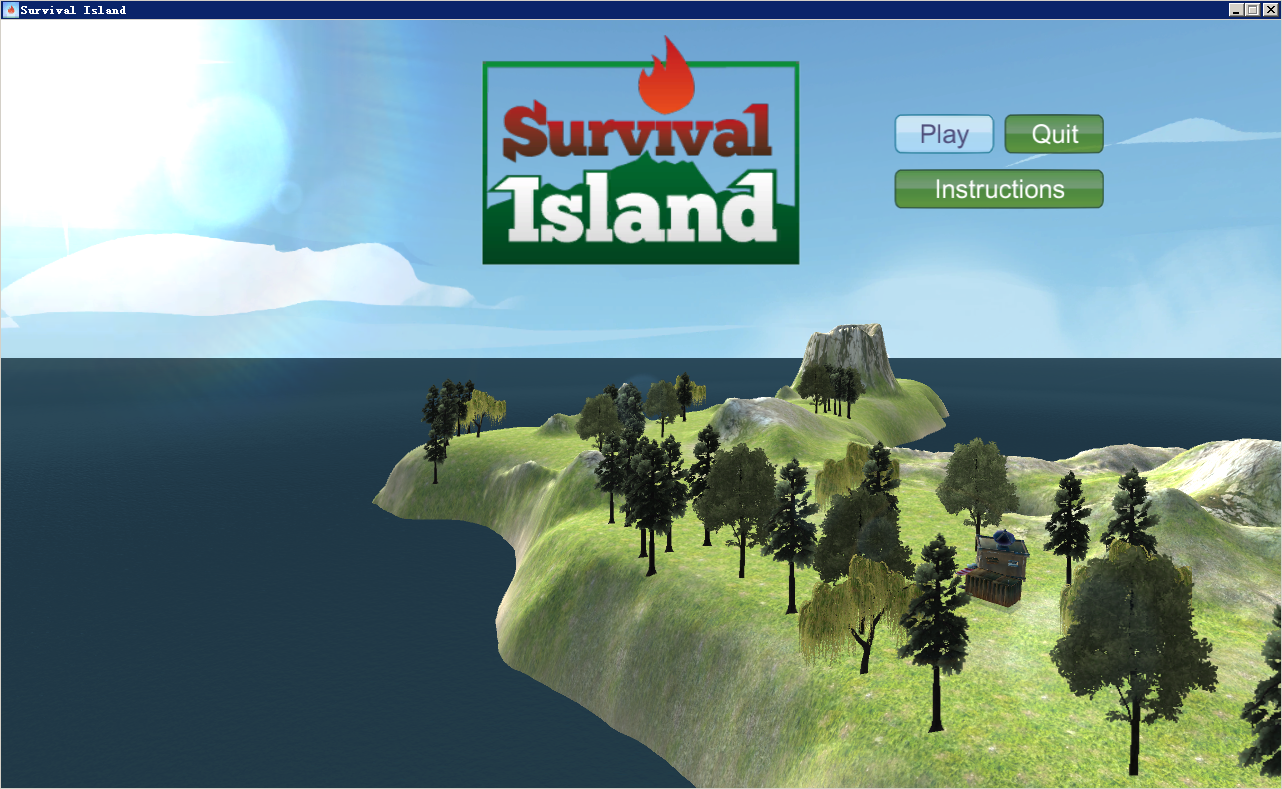 Survival Island
Survival
Island
Play
Quit
Instructions